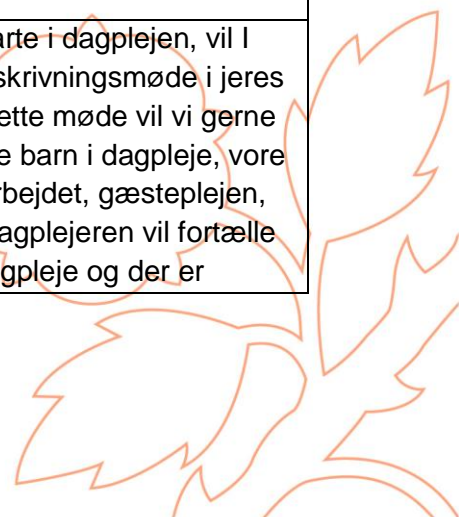 arte i dagplejen, vil I
skrivningsmøde i jeres
ette møde vil vi gerne
e barn i dagpleje, vore
rbejdet, gæsteplejen,
agplejeren vil fortælle
gpleje og der er